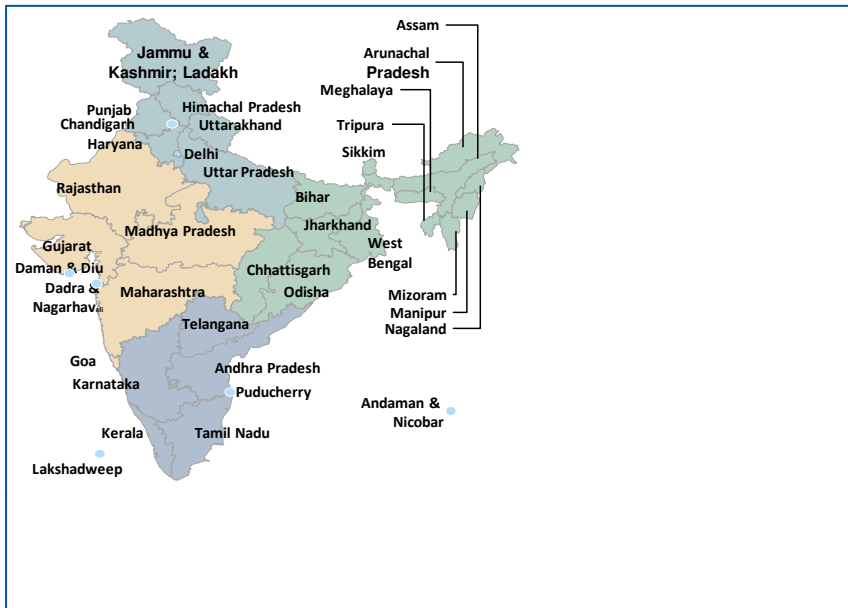 Jammu &
Kashmir; Ladakh
Punjab
Himachal Pradesh
Chandigarh
Uttarakhand
Haryana
Delhi
Uttar Pradesh
Rajasthan
Bihar
Jharkhand
Gujarat
Madhya Pradesh
West
Bengal
Daman & Diu
Chhattisgarh
Dadra &
Nagarhaveli
Maharashtra
Odisha
Telangana
Goa
Andhra Pradesh
Karnataka
Puducherry
Kerala
Tamil Nadu
Lakshadweep
Assam
Arunachal
Pradesh
Meghalaya
Tripura
Sikkim
Mizoram
Manipur
Nagaland
Andaman &
Nicobar